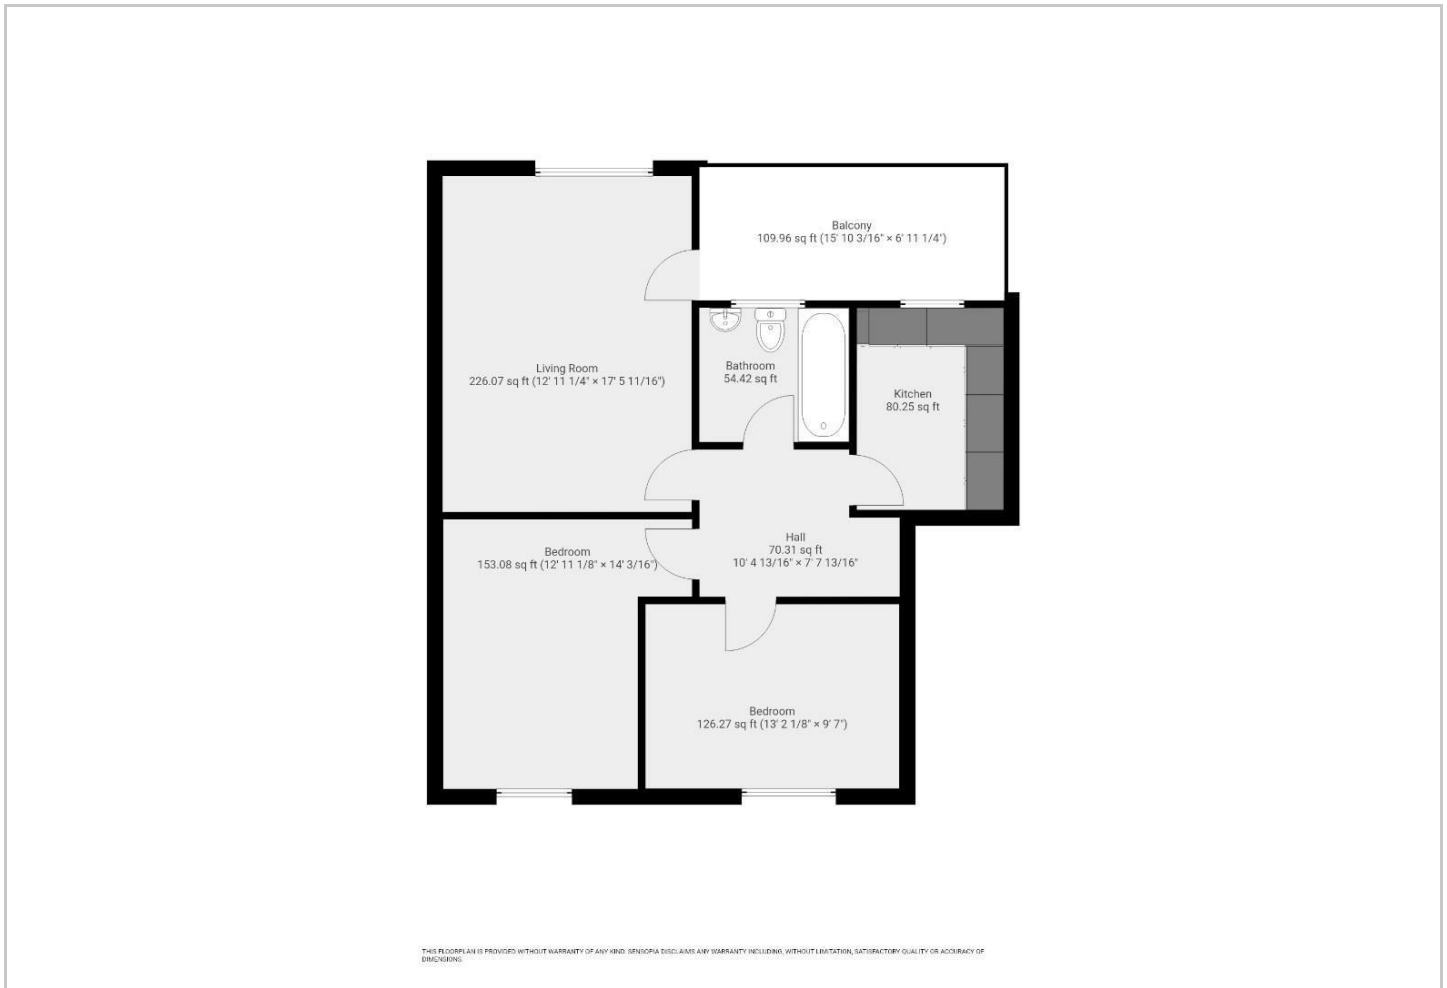 Balcony
109.96 sq ft (15' 10 3/16" × 6' 11 1/4")
Living Room
226.07 sq ft (12' 11 1/4" × 17' 5 11/16")
Bathroom
54.42 sq ft
Kitchen
80.25 sq ft
Hall
70.31 sq ft
10' 4 13/16" × 7' 7 13/16"
Bedroom
153.08 sq ft (12' 11 1/8" × 14' 3/16")
Bedroom
126.27 sq ft (13' 2 1/8" × 9' 7")
THIS FLOORPLAN IS PROVIDED WITHOUT WARRANTY OF ANY KIND. SENSOPIA DISCLAIMS ANY WARRANTY INCLUDING, WITHOUT LIMITATION, SATISFACTORY QUALITY OR ACCURACY OF
DIMENSIONS.